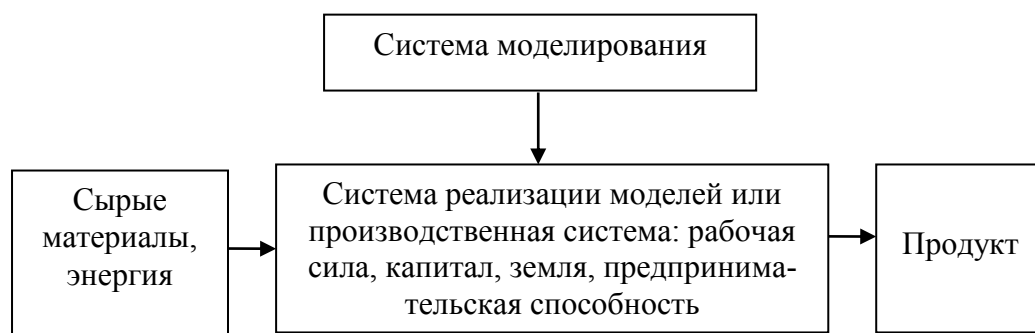 Система моделирования
Сырые
материалы,
энергия
Система реализации моделей или
производственная система: рабочая
сила, капитал, земля, предпринима-
тельская способность
Продукт